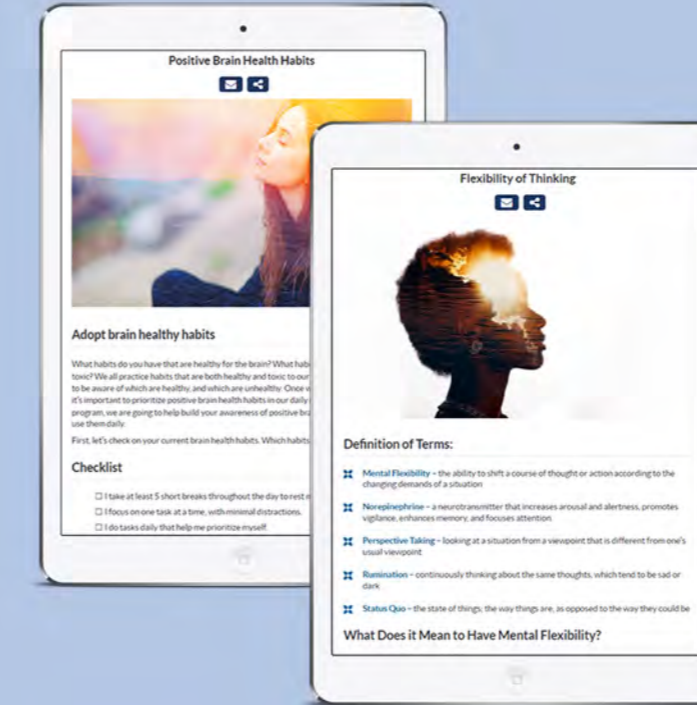 Positive Brain Health Habits
Adopt brain healthy habits
What habits do you have that are healthy for the brain? What hab
toxic? We all practice habits that are both healthy and toxic to our
to be aware of which are healthy, and which are unhealthy. Once
it's important to prioritize positive brain health habits in our daily
program, we are going to help build your awareness of positive
use them daily.
First, let's check on your current brain health habits. Which habits
Checklist
I take at least 5 short breaks throughout the day to rest
I focus on one task at a time, with minimal distractions.
I do tasks daily that help me prioritize myself.
Flexibility of Thinking
Definition of Terms:
Mental Flexibility – the ability to shift a course of thought or action according to the
changing demands of a situation
Norepinephrine – a neurotransmitter that increases arousal and alertness, promotes
vigilance, enhances memory, and focuses attention
Perspective Taking – looking at a situation from a viewpoint that is different from one's
usual viewpoint
Rumination – continuously thinking about the same thoughts, which tend to be sad or
dark
Status Quo – the state of things; the way things are, as opposed to the way they could be
What Does it Mean to Have Mental Flexibility?